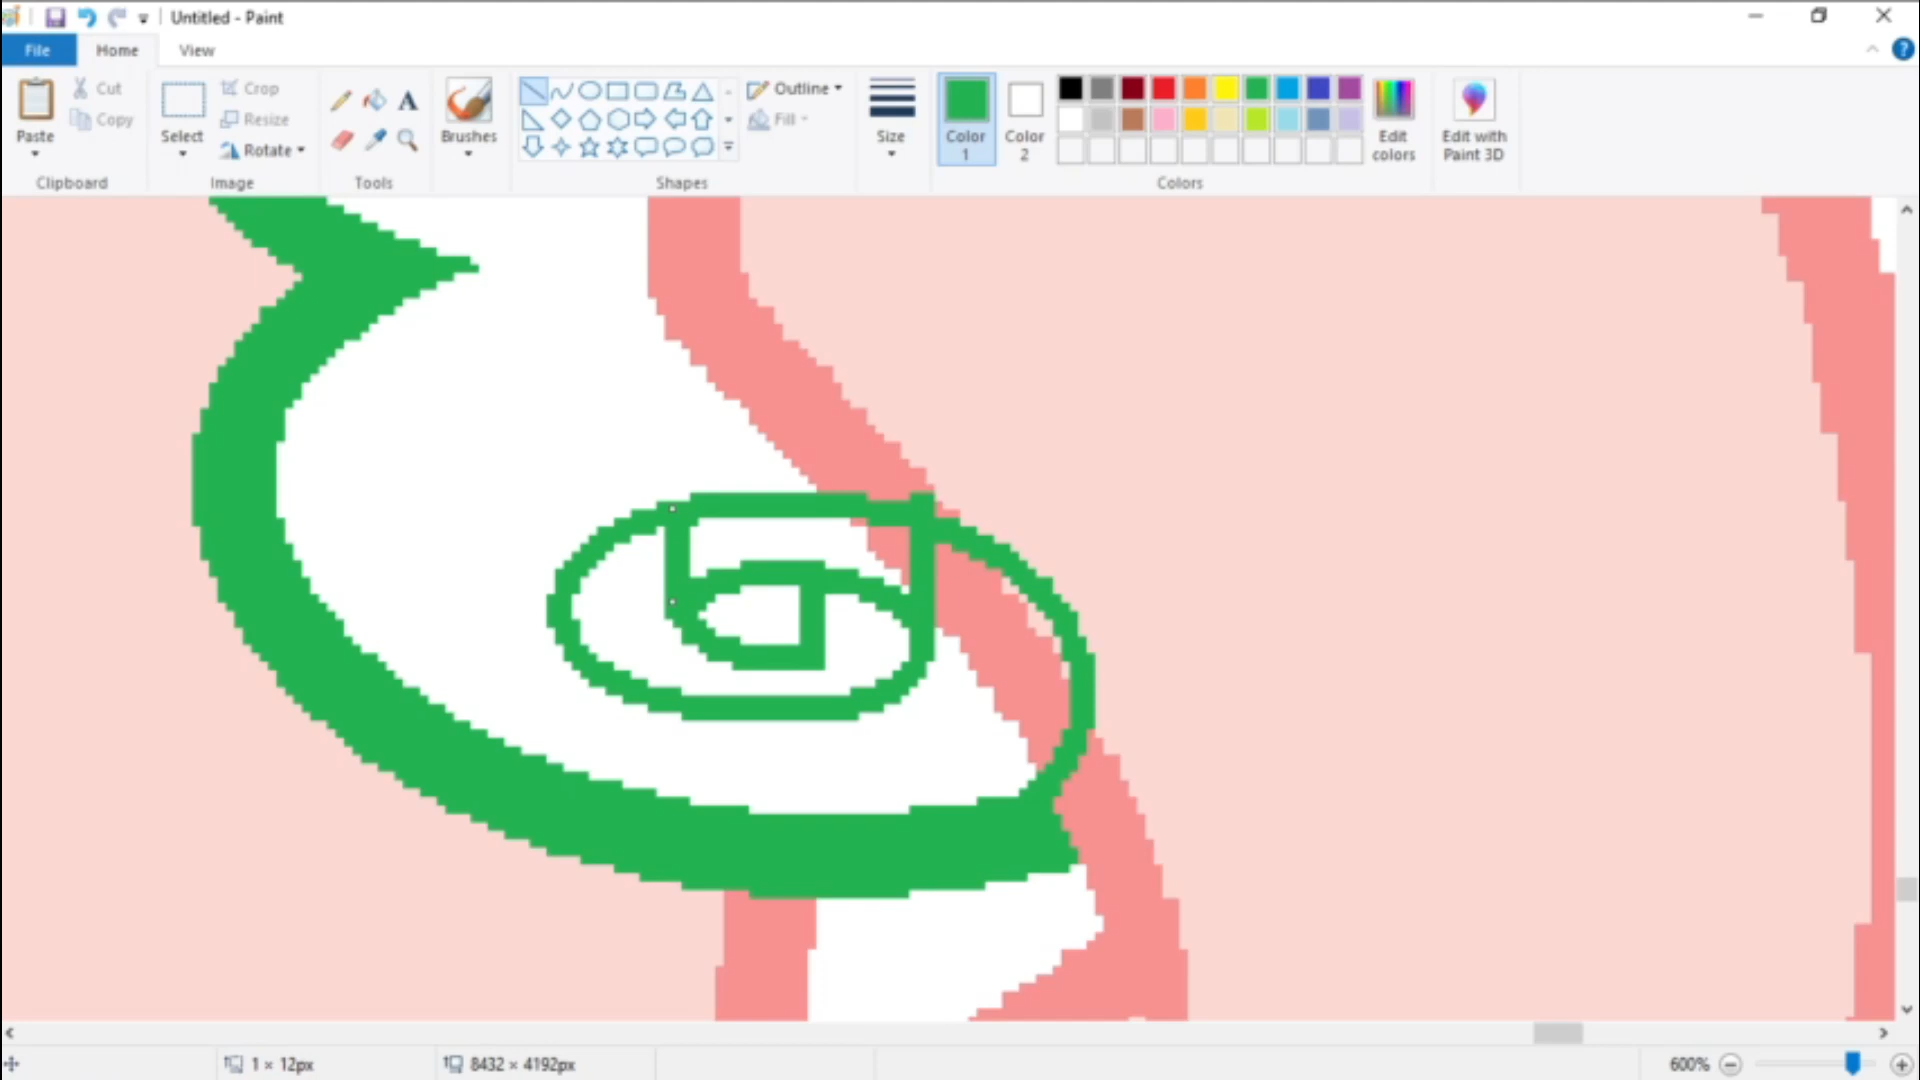 Untitled - Paint
File Home View
Paste
Cut
Copy
Clipboard
Select
Crop
Resize
Rotate
Image
Tools
A
Brushes
Shapes
Outline
Fill
Size
Color
1
Color
2
Colors
Edit
colors
Edit with
Paint 3D
?
1 × 12px
8432 × 4192px
600%